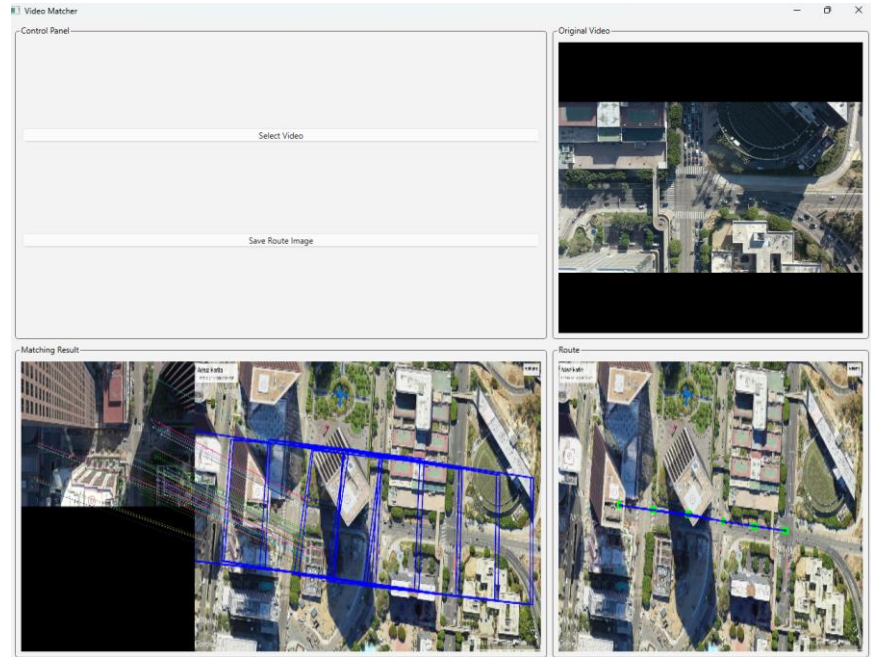 Video Matcher
Control Panel
Select Video
Save Route Image
Original Video
Matching Result
Route